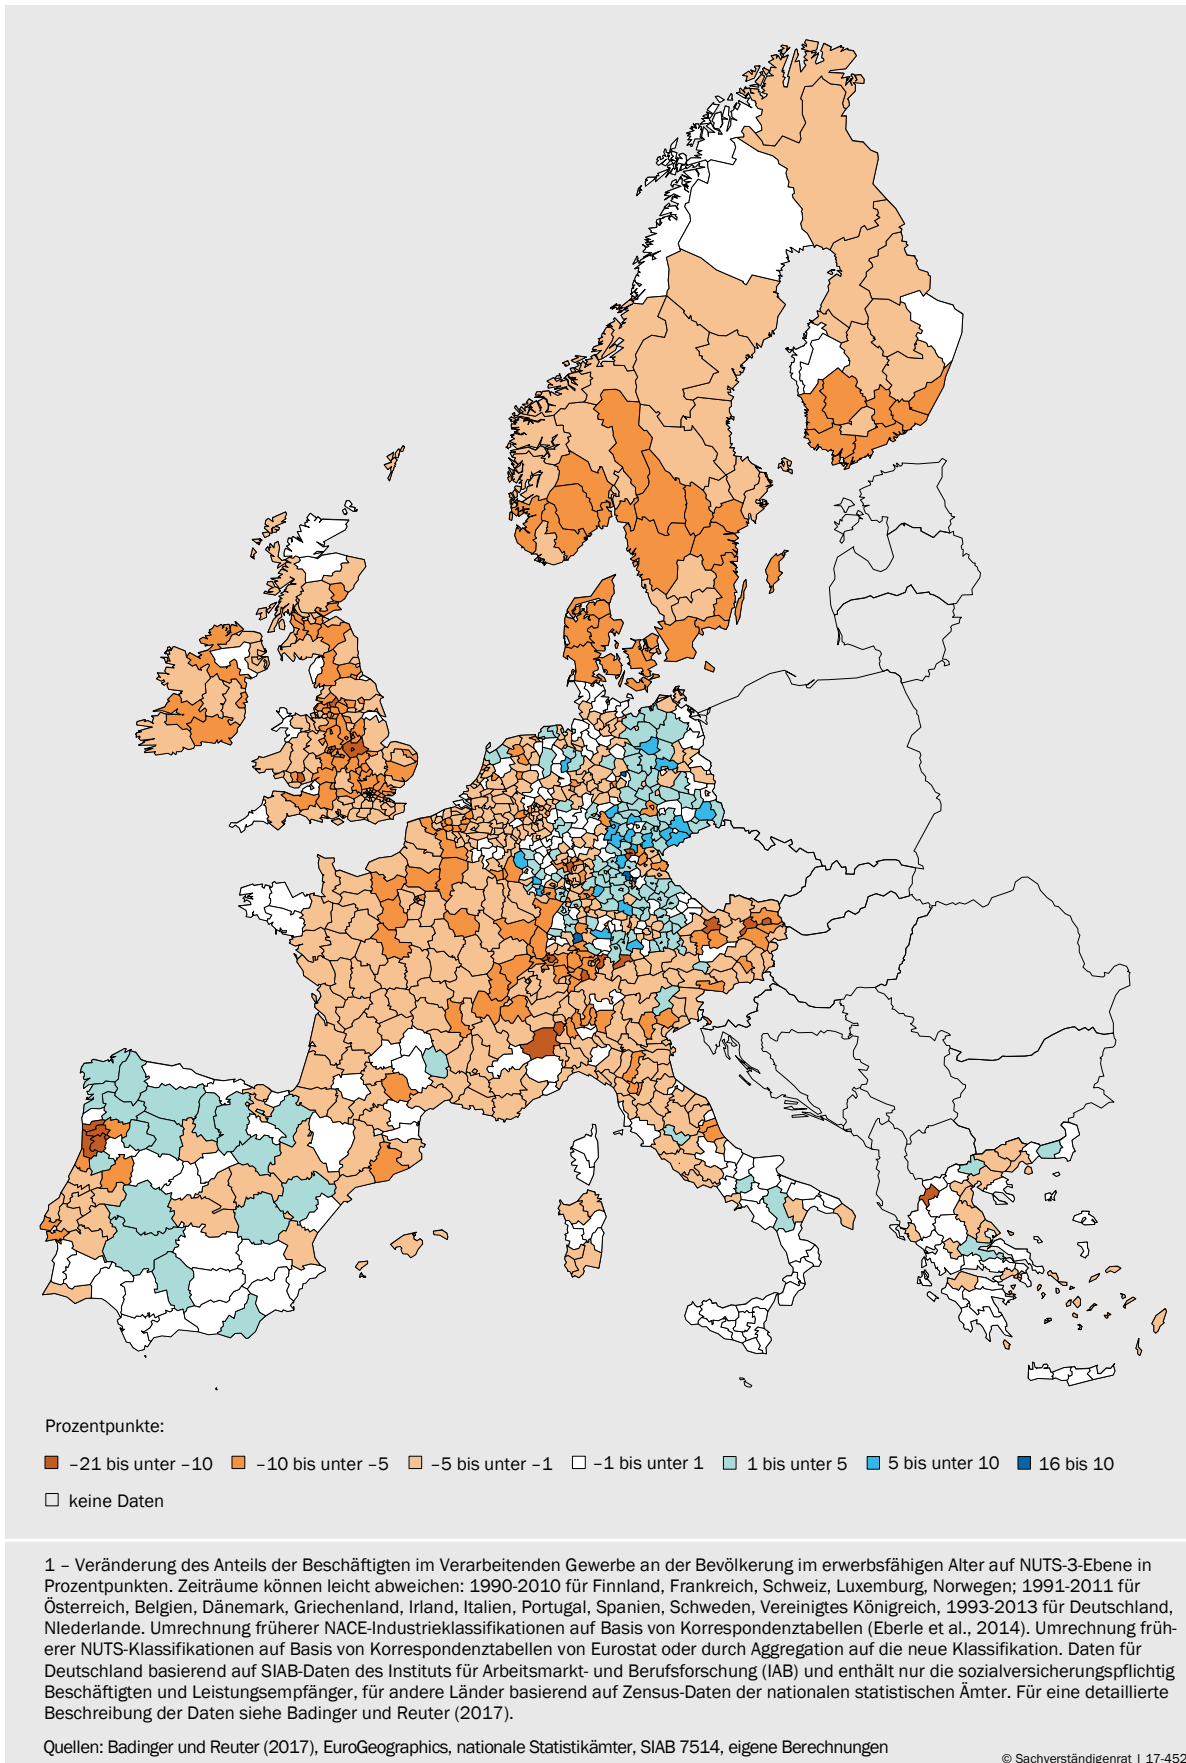 Prozentpunkte:
–21 bis unter –10 –10 bis unter –5 –5 bis unter –1 –1 bis unter 1 1 bis unter 5 5 bis unter 10 16 bis 10
keine Daten
1 – Veränderung des Anteils der Beschäftigten im Verarbeitenden Gewerbe an der Bevölkerung im erwerbsfähigen Alter auf NUTS-3-Ebene in
Prozentpunkten. Zeiträume können leicht abweichen: 1990-2010 für Finnland, Frankreich, Schweiz, Luxemburg, Norwegen; 1991-2011 für
Österreich, Belgien, Dänemark, Griechenland, Irland, Italien, Portugal, Spanien, Schweden, Vereinigtes Königreich, 1993-2013 für Deutschland,
NIederlande. Umrechnung früherer NACE-Industrieklassifikationen auf Basis von Korrespondenztabellen (Eberle et al., 2014). Umrechnung früh-
erer NUTS-Klassifikationen auf Basis von Korrespondenztabellen von Eurostat oder durch Aggregation auf die neue Klassifikation. Daten für
Deutschland basierend auf SIAB-Daten des Instituts für Arbeitsmarkt- und Berufsforschung (IAB) und enthält nur die sozialversicherungspflichtig
Beschäftigten und Leistungsempfänger, für andere Länder basierend auf Zensus-Daten der nationalen statistischen Ämter. Für eine detaillierte
Beschreibung der Daten siehe Badinger und Reuter (2017).
Quellen: Badinger und Reuter (2017), EuroGeographics, nationale Statistikämter, SIAB 7514, eigene Berechnungen
© Sachverständigenrat | 17-452